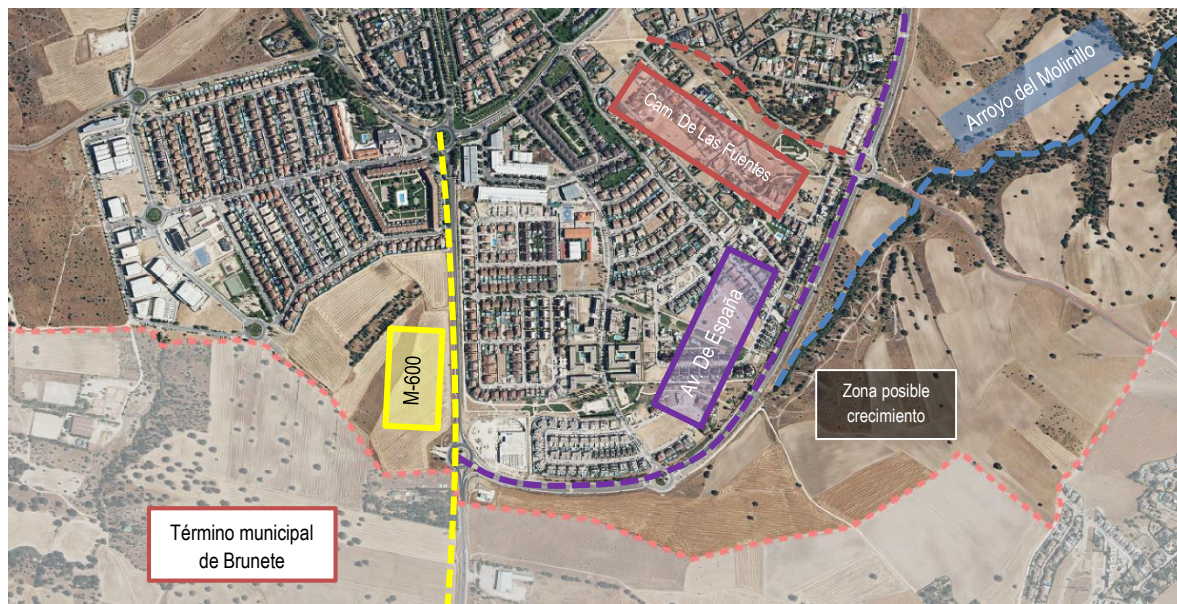 Arroyo del Molinillo
Cam. De Las Fuentes
Av. De España
M-600
Zona posible
crecimiento
Término municipal
de Brunete